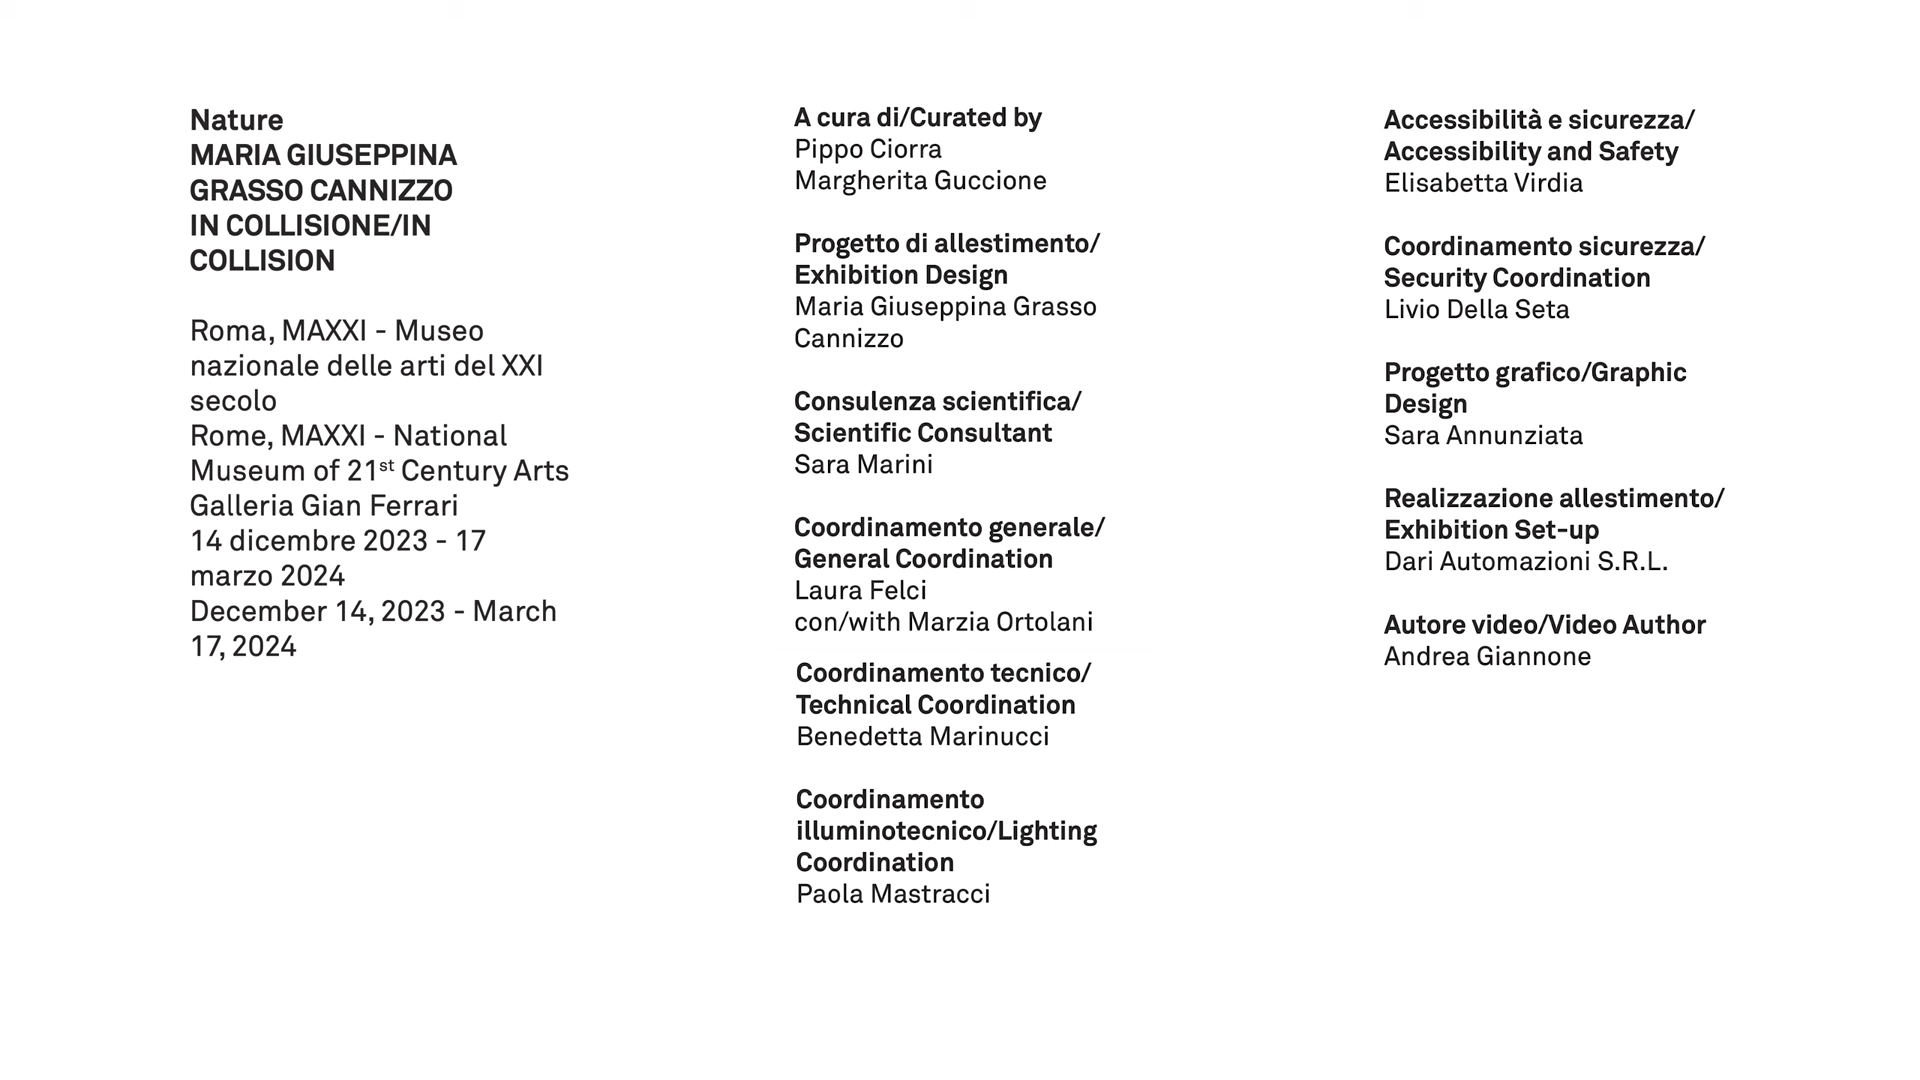 Nature
MARIA GIUSEPPINA
GRASSO CANNIZZO
IN COLLISIONE/IN
COLLISION
Roma, MAXXI - Museo
nazionale delle arti del XXI
secolo
Rome, MAXXI - National
Museum of 21st Century Arts
Galleria Gian Ferrari
14 dicembre 2023 - 17
marzo 2024
December 14, 2023 - March
17, 2024
A cura di/Curated by
Pippo Ciorra
Margherita Guccione
Progetto di allestimento/
Exhibition Design
Maria Giuseppina Grasso
Cannizzo
Consulenza scientifica/
Scientific Consultant
Sara Marini
Coordinamento generale/
General Coordination
Laura Felci
con/with Marzia Ortolani
Coordinamento tecnico/
Technical Coordination
Benedetta Marinucci
Coordinamento
illuminotecnico/Lighting
Coordination
Paola Mastracci
Accessibilità e sicurezza/
Accessibility and Safety
Elisabetta Virdia
Coordinamento sicurezza/
Security Coordination
Livio Della Seta
Progetto grafico/Graphic
Design
Sara Annunziata
Realizzazione allestimento/
Exhibition Set-up
Dari Automazioni S.R.L.
Autore video/Video Author
Andrea Giannone